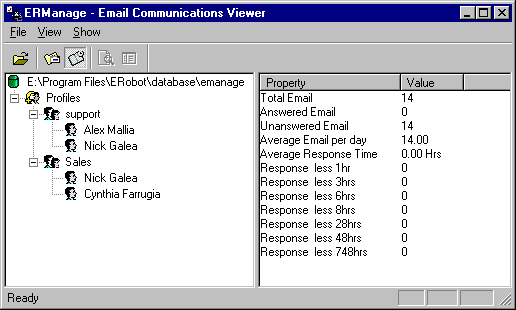 ERManage - Email Communications Viewer
File View Show
E:\Program Files\ERobot\database\emanage
Profiles
support
Alex Mallia
Nick Galea
Sales
Nick Galea
Cynthia Farrugia
Property Value
Total Email 14
Answered Email 0
Unanswered Email 14
Average Email per day 14.00
Average Response Time 0.00 Hrs
Response less 1hr 0
Response less 3hrs 0
Response less 6hrs 0
Response less 8hrs 0
Response less 28hrs 0
Response less 48hrs 0
Response less 748hrs 0
Ready